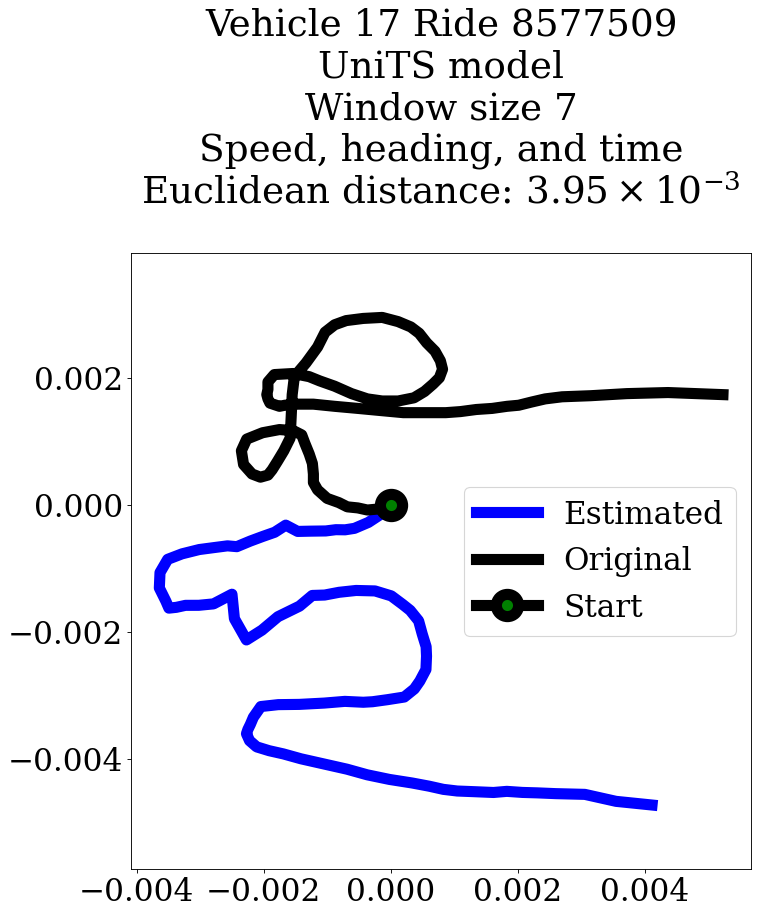 Vehicle 17 Ride 8577509
UniTS model
Window size 7
Speed, heading, and time
Euclidean distance: 3.95 × 10⁻³
0.002
0.000
−0.002
−0.004
Estimated
Original
Start
−0.004 −0.002 0.000 0.002 0.004